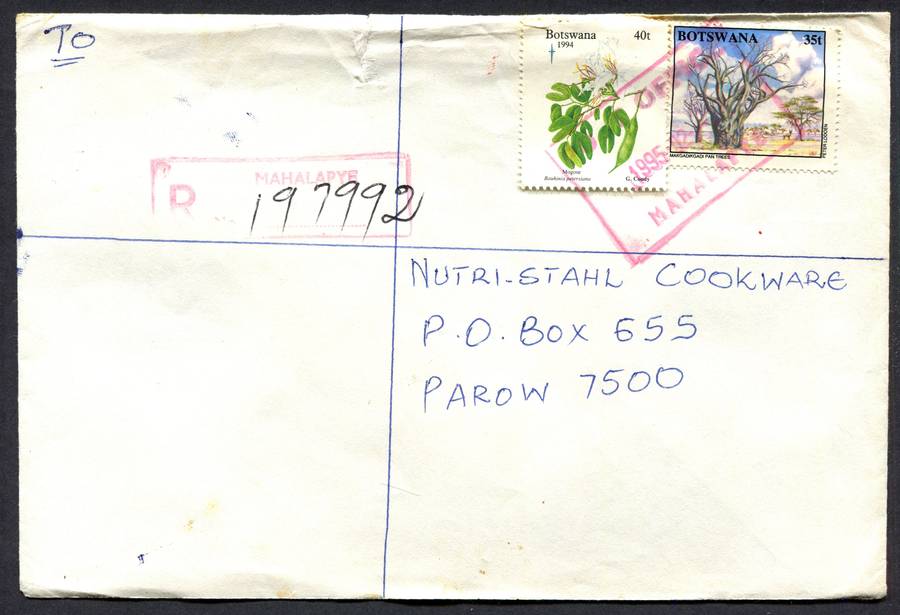 TO
Botswana 40t
1994
Mogose
Bauhinia petersiana G. Condy
BOTSWANA 35t
MAKGADIKGADI PAN TREES
1995
MAHALAPYE
R
197992
NUTRI-STAHL COOKWARE
P.O. BOX 655
PAROW 7500